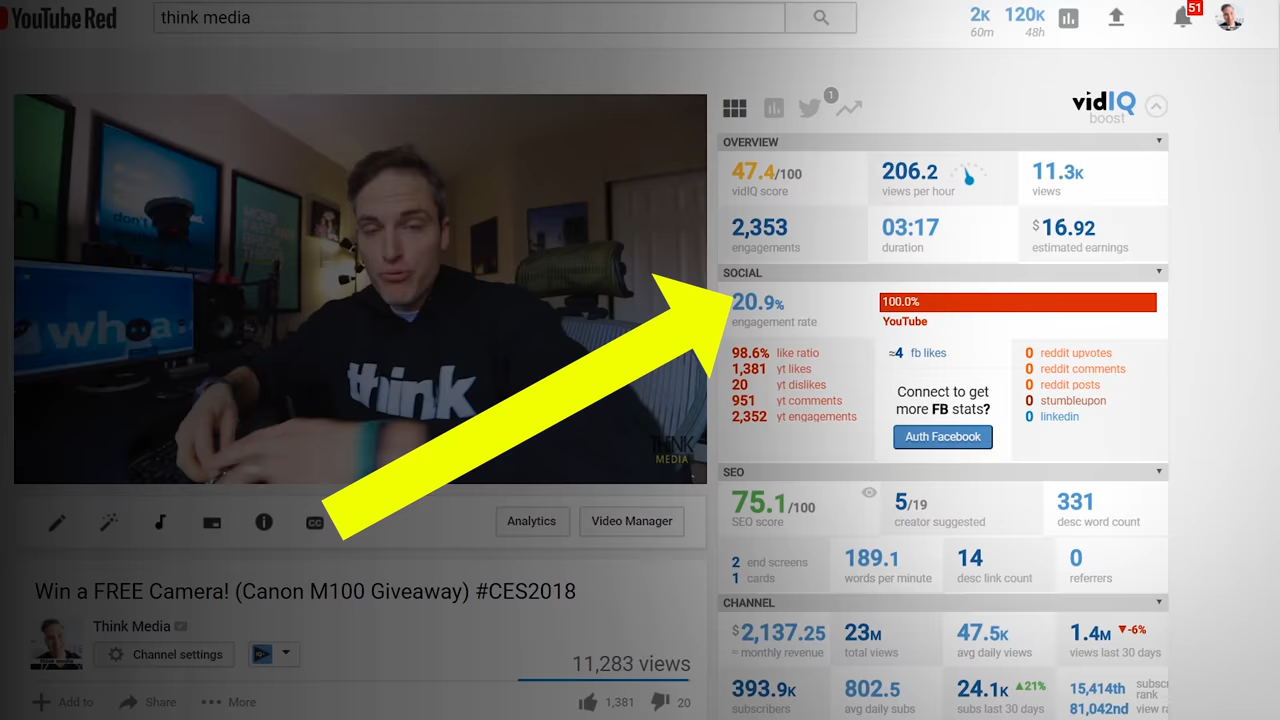 YouTube Red
think media
2K 120K
60m 48h
51
1
vidIQ
boost
don't
whoa
think
THINK
MEDIA
OVERVIEW
47.4/100 206.2 11.3K
vidIQ score views per hour views
2,353 03:17 $16.92
engagements duration estimated earnings
SOCIAL
20.9% 100.0%
engagement rate YouTube
98.6% like ratio
1,381 yt likes
20 yt dislikes
951 yt comments
2,352 yt engagements
≈4 fb likes
Connect to get
more FB stats?
Auth Facebook
0 reddit upvotes
0 reddit comments
0 reddit posts
0 stumbleupon
0 linkedin
SEO
75.1/100 5/19 331
SEO score creator suggested desc word count
2 end screens
1 cards
189.1 14 0
words per minute desc link count referrers
CHANNEL
$2,137.25 23M 47.5K 1.4M ▼-6%
≈ monthly revenue total views avg daily views views last 30 days
393.9K 802.5 24.1K ▲21%
subscribers avg daily subs subs last 30 days
15,414th
rank
81,042nd
CC
Analytics Video Manager
Win a FREE Camera! (Canon M100 Giveaway) #CES2018
Think Media
Channel settings
11,283 views
Add to Share More 1,381 20